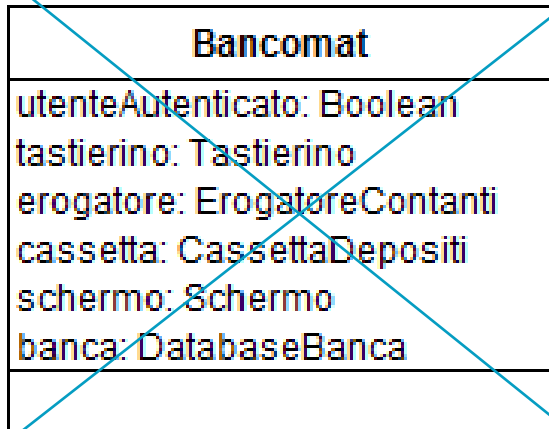 Bancomat
utenteAutenticato: Boolean
tastierino: Tastierino
erogatore: ErogatoreContanti
cassetta: CassettaDepositi
schermo: Schermo
banca: DatabaseBanca